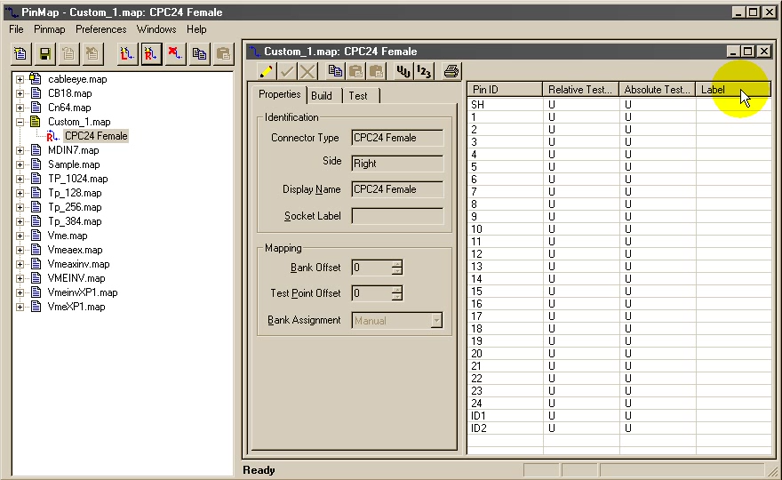 PinMap - Custom_1.map: CPC24 Female
File Pinmap Preferences Windows Help
cableeye.map
CB18.map
Cn64.map
Custom_1.map
CPC24 Female
MDIN7.map
Sample.map
TP_1024.map
Tp_128.map
Tp_256.map
Tp_384.map
Vme.map
Vmeaex.map
Vmeaxinv.map
VMEINV.map
VmeinvXP1.map
VmeXP1.map
Custom_1.map: CPC24 Female
Properties Build Test
Identification
Connector Type CPC24 Female
Side Right
Display Name CPC24 Female
Socket Label
Mapping
Bank Offset 0
Test Point Offset 0
Bank Assignment Manual
Pin ID Relative Test... Absolute Test... Label
SH U U
1 U U
2 U U
3 U U
4 U U
5 U U
6 U U
7 U U
8 U U
9 U U
10 U U
11 U U
12 U U
13 U U
14 U U
15 U U
16 U U
17 U U
18 U U
19 U U
20 U U
21 U U
22 U U
23 U U
24 U U
ID1 U U
ID2 U U
Ready